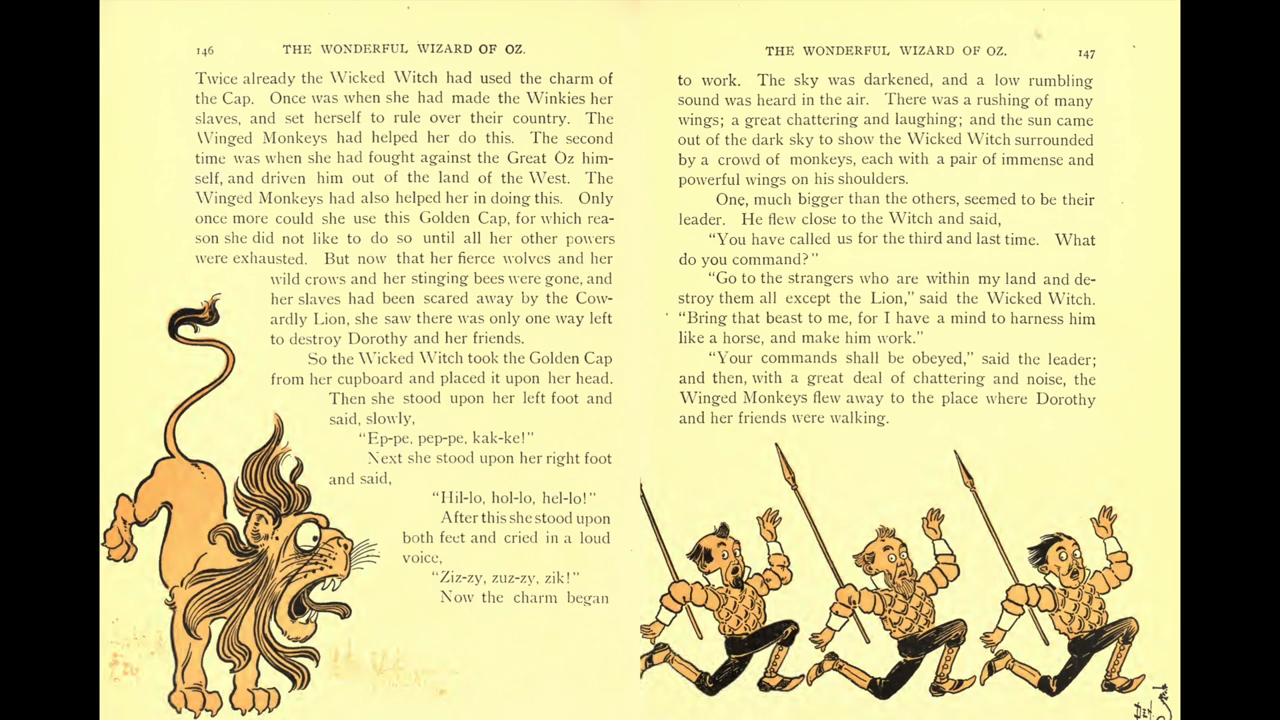 146 THE WONDERFUL WIZARD OF OZ.
Twice already the Wicked Witch had used the charm of
the Cap. Once was when she had made the Winkies her
slaves, and set herself to rule over their country. The
Winged Monkeys had helped her do this. The second
time was when she had fought against the Great Oz him-
self, and driven him out of the land of the West. The
Winged Monkeys had also helped her in doing this. Only
once more could she use this Golden Cap, for which rea-
son she did not like to do so until all her other powers
were exhausted. But now that her fierce wolves and her
wild crows and her stinging bees were gone, and
her slaves had been scared away by the Cow-
ardly Lion, she saw there was only one way left
to destroy Dorothy and her friends.
So the Wicked Witch took the Golden Cap
from her cupboard and placed it upon her head.
Then she stood upon her left foot and
said, slowly,
"Ep-pe, pep-pe, kak-ke!"
Next she stood upon her right foot
and said,
"Hil-lo, hol-lo, hel-lo!"
After this she stood upon
both feet and cried in a loud
voice,
"Ziz-zy, zuz-zy, zik!"
Now the charm began
THE WONDERFUL WIZARD OF OZ. 147
to work. The sky was darkened, and a low rumbling
sound was heard in the air. There was a rushing of many
wings; a great chattering and laughing; and the sun came
out of the dark sky to show the Wicked Witch surrounded
by a crowd of monkeys, each with a pair of immense and
powerful wings on his shoulders.
One, much bigger than the others, seemed to be their
leader. He flew close to the Witch and said,
"You have called us for the third and last time. What
do you command?"
"Go to the strangers who are within my land and de-
stroy them all except the Lion," said the Wicked Witch.
"Bring that beast to me, for I have a mind to harness him
like a horse, and make him work."
"Your commands shall be obeyed," said the leader;
and then, with a great deal of chattering and noise, the
Winged Monkeys flew away to the place where Dorothy
and her friends were walking.